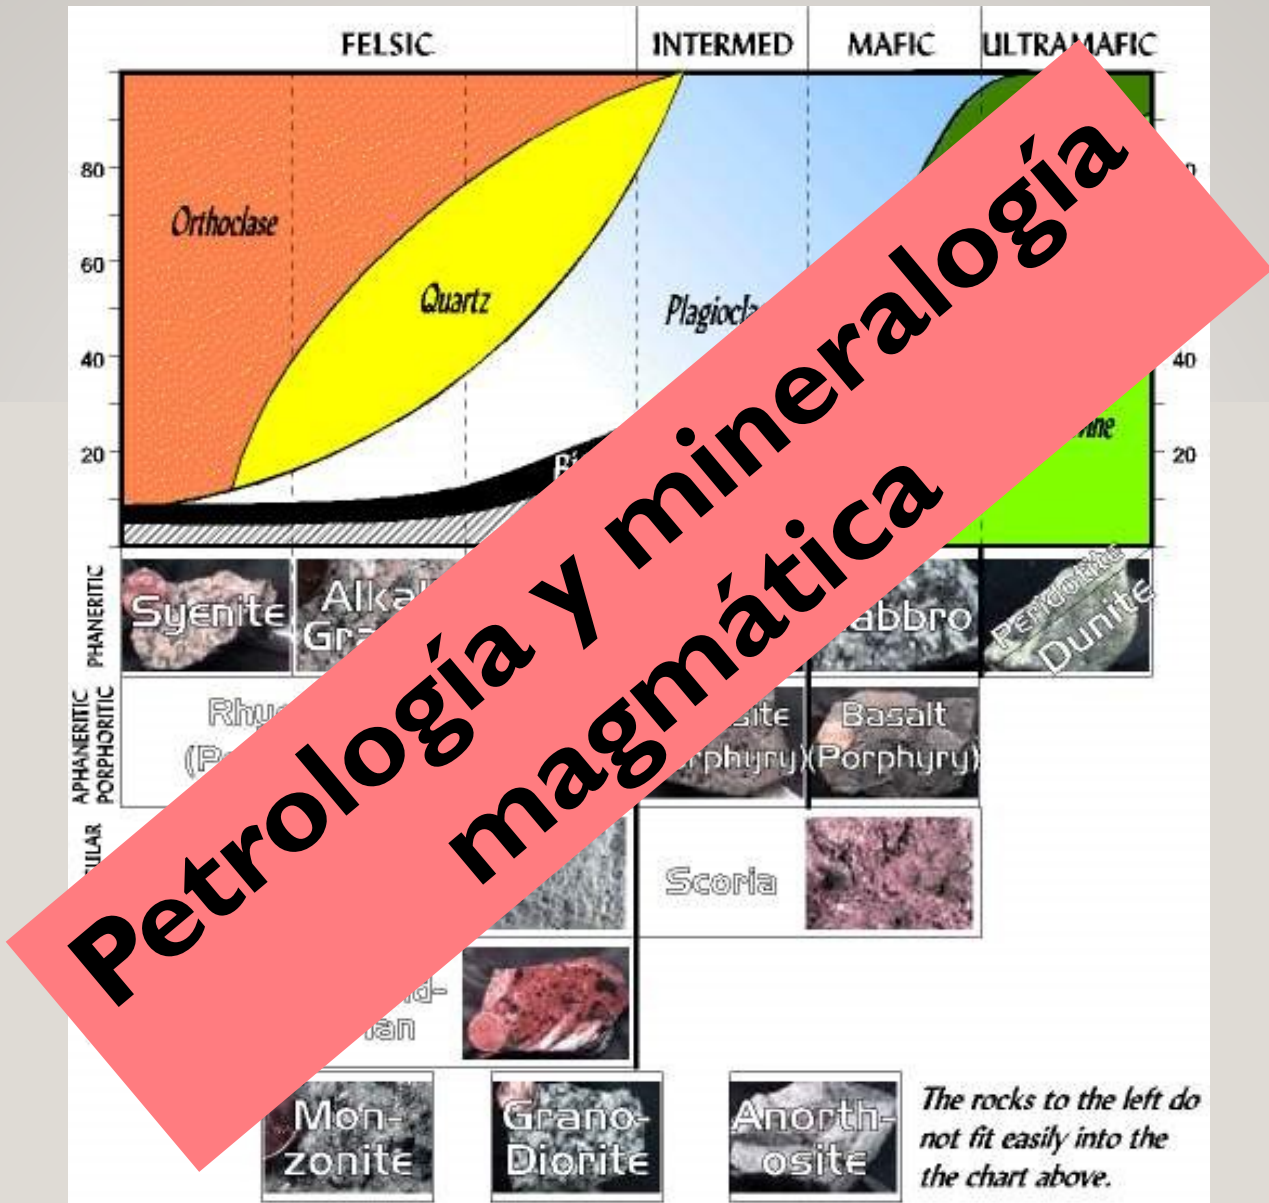 FELSIC INTERMED MAFIC ULTRAMAFIC
80
60
40 40
20 20
Orthoclase
Quartz
Petrología y mineralogía
magmática
PHANERITIC
Syenite
Dunite
Peridotite
APHANERITIC
PORPHORITIC
Basalt
(Porphyry)
Scoria
Mon-
zonite
Grano-
Diorite
Anorth-
osite
The rocks to the left do
not fit easily into the
the chart above.